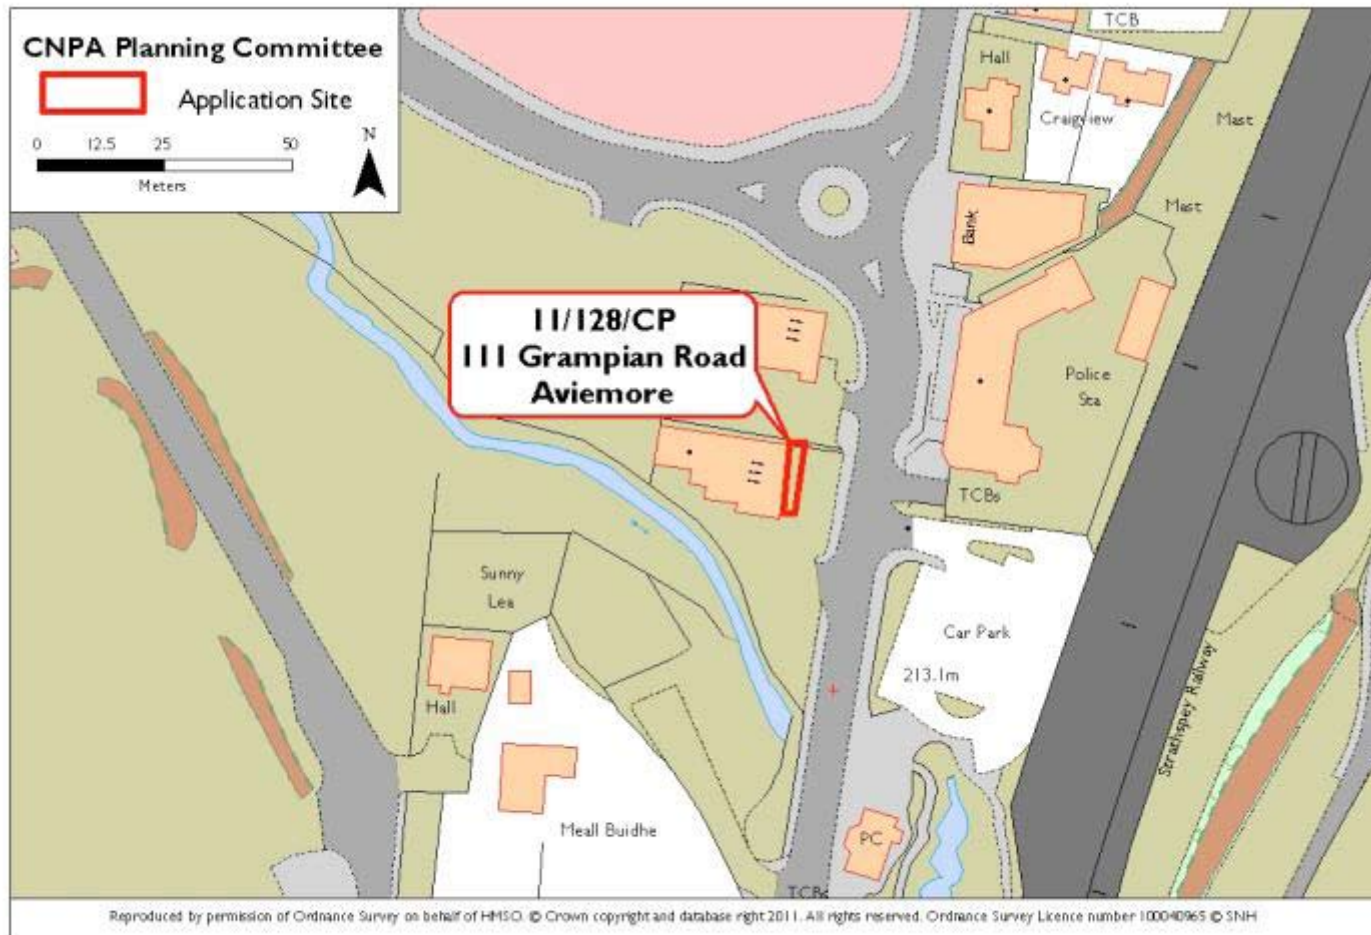 CNPA Planning Committee
Application Site
0 12.5 25 50
Meters
N
TCB
Hall
Craigview
Mast
Mast
Bank
11/128/CP
111 Grampian Road
Aviemore
Police
Sta
TCBs
Sunny
Lea
Car Park
213.1m
Hall
Strathspey Railway
Meall Buidhe
PC
TCBs
Reproduced by permission of Ordnance Survey on behalf of HMSO. © Crown copyright and database right 2011. All rights reserved. Ordnance Survey Licence number 100040965 © SNH